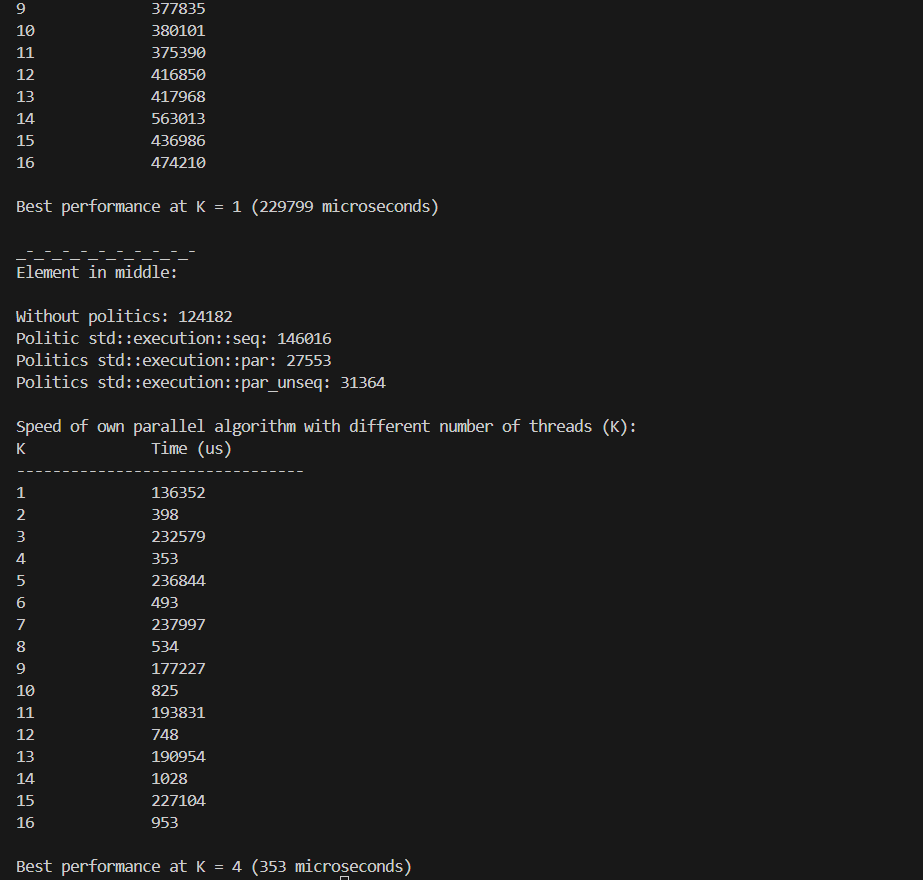 9 377835
10 380101
11 375390
12 416850
13 417968
14 563013
15 436986
16 474210
Best performance at K = 1 (229799 microseconds)
_-_-_-_-_-_-_-_-_-_-
Element in middle:
Without politics: 124182
Politic std::execution::seq: 146016
Politics std::execution::par: 27553
Politics std::execution::par_unseq: 31364
Speed of own parallel algorithm with different number of threads (K):
K Time (us)
--------------------------------
1 136352
2 398
3 232579
4 353
5 236844
6 493
7 237997
8 534
9 177227
10 825
11 193831
12 748
13 190954
14 1028
15 227104
16 953
Best performance at K = 4 (353 microseconds)